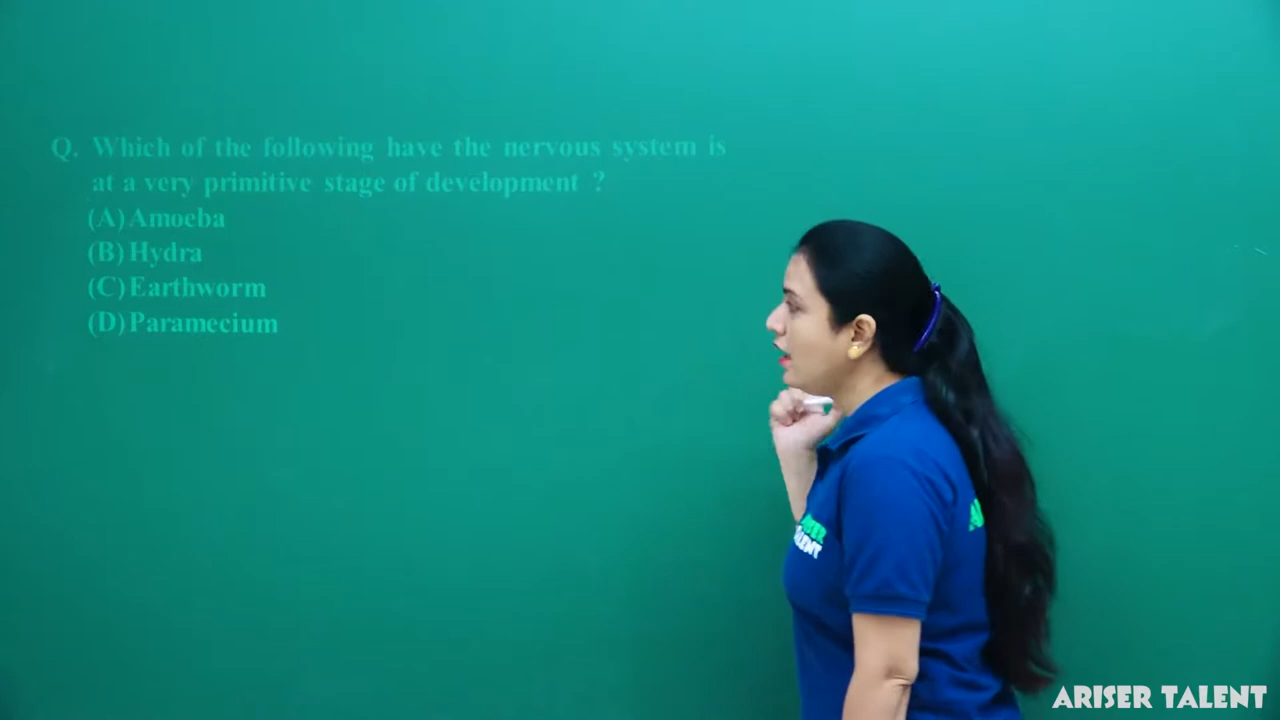 Q. Which of the following have the nervous system is
at a very primitive stage of development ?
(A) Amoeba
(B) Hydra
(C) Earthworm
(D) Paramecium
TALENT
ARISER TALENT